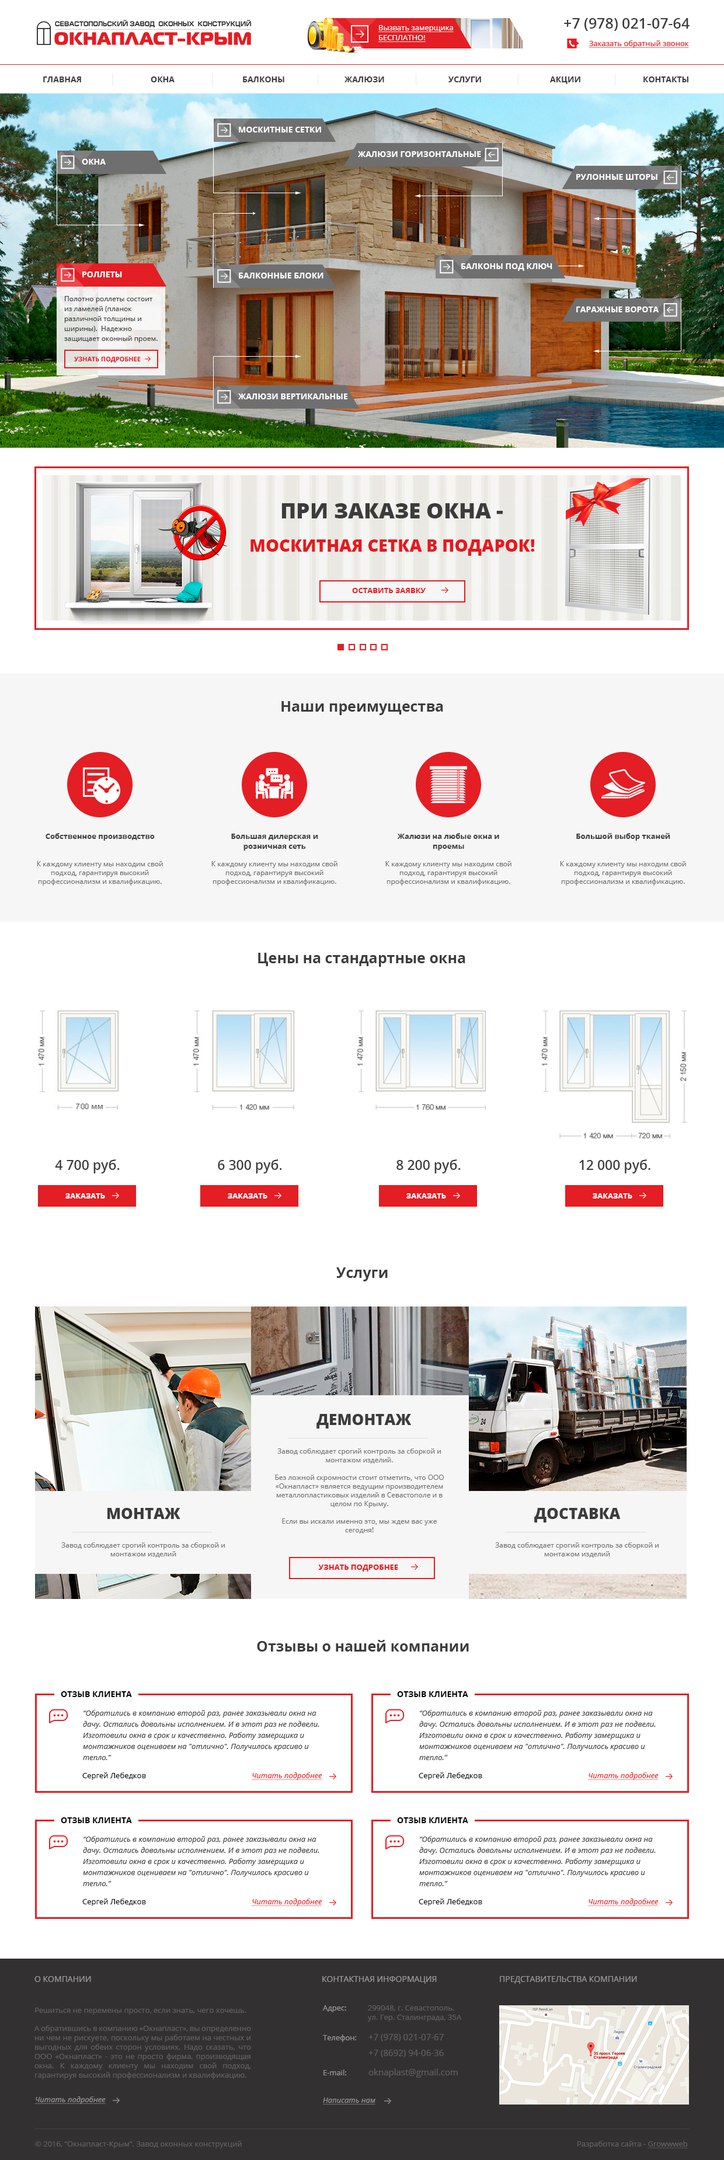 СЕВАСТОПОЛЬСКИЙ ЗАВОД ОКОННЫХ КОНСТРУКЦИЙ
ОКНАПЛАСТ-КРЫМ
Вызвать замерщика
БЕСПЛАТНО!
+7 (978) 021-07-64
Заказать обратный звонок
ГЛАВНАЯ ОКНА БАЛКОНЫ ЖАЛЮЗИ УСЛУГИ АКЦИИ КОНТАКТЫ
МОСКИТНЫЕ СЕТКИ
ОКНА
ЖАЛЮЗИ ГОРИЗОНТАЛЬНЫЕ
РУЛОННЫЕ ШТОРЫ
РОЛЛЕТЫ
Полотно роллеты состоит
из ламелей (планок
различной толщины и
ширины). Надежно
защищает оконный проем.
УЗНАТЬ ПОДРОБНЕЕ
БАЛКОННЫЕ БЛОКИ
БАЛКОНЫ ПОД КЛЮЧ
ГАРАЖНЫЕ ВОРОТА
ЖАЛЮЗИ ВЕРТИКАЛЬНЫЕ
ПРИ ЗАКАЗЕ ОКНА -
МОСКИТНАЯ СЕТКА В ПОДАРОК!
ОСТАВИТЬ ЗАЯВКУ
Наши преимущества
Собственное производство
К каждому клиенту мы находим свой
подход, гарантируя высокий
профессионализм и квалификацию.
Большая дилерская и
розничная сеть
К каждому клиенту мы находим свой
подход, гарантируя высокий
профессионализм и квалификацию.
Жалюзи на любые окна и
проемы
К каждому клиенту мы находим свой
подход, гарантируя высокий
профессионализм и квалификацию.
Большой выбор тканей
К каждому клиенту мы находим свой
подход, гарантируя высокий
профессионализм и квалификацию.
Цены на стандартные окна
1 470 мм
700 мм
4 700 руб.
ЗАКАЗАТЬ
1 470 мм
1 420 мм
6 300 руб.
ЗАКАЗАТЬ
1 470 мм
1 760 мм
8 200 руб.
ЗАКАЗАТЬ
1 470 мм
2 150 мм
1 420 мм 720 мм
12 000 руб.
ЗАКАЗАТЬ
Услуги
МОНТАЖ
Завод соблюдает срогий контроль за сборкой и
монтажом изделий
ДЕМОНТАЖ
Завод соблюдает срогий контроль за сборкой и
монтажом изделий.
Без ложной скромности стоит отметить, что ООО
«Окнапласт» является ведущим производителем
металлопластиковых изделий в Севастополе и в
целом по Крыму.
Если вы искали именно это, мы ждем вас уже
сегодня!
УЗНАТЬ ПОДРОБНЕЕ
24
ДОСТАВКА
Завод соблюдает срогий контроль за сборкой и
монтажом изделий
Отзывы о нашей компании
ОТЗЫВ КЛИЕНТА
"Обратились в компанию второй раз, ранее заказывали окна на
дачу. Остались довольны исполнением. И в этот раз не подвели.
Изготовили окна в срок и качественно. Работу замерщика и
монтажников оцениваем на "отлично". Получилось красиво и
тепло."
Сергей Лебедков Читать подробнее
ОТЗЫВ КЛИЕНТА
"Обратились в компанию второй раз, ранее заказывали окна на
дачу. Остались довольны исполнением. И в этот раз не подвели.
Изготовили окна в срок и качественно. Работу замерщика и
монтажников оцениваем на "отлично". Получилось красиво и
тепло."
Сергей Лебедков Читать подробнее
ОТЗЫВ КЛИЕНТА
"Обратились в компанию второй раз, ранее заказывали окна на
дачу. Остались довольны исполнением. И в этот раз не подвели.
Изготовили окна в срок и качественно. Работу замерщика и
монтажников оцениваем на "отлично". Получилось красиво и
тепло."
Сергей Лебедков Читать подробнее
ОТЗЫВ КЛИЕНТА
"Обратились в компанию второй раз, ранее заказывали окна на
дачу. Остались довольны исполнением. И в этот раз не подвели.
Изготовили окна в срок и качественно. Работу замерщика и
монтажников оцениваем на "отлично". Получилось красиво и
тепло."
Сергей Лебедков Читать подробнее
О КОМПАНИИ
Решиться не перемены просто, если знать, чего хочешь.
А обратившись в компанию «Окнапласт», вы определенно
ни чем не рискуете, поскольку мы работаем на честных и
выгодных для обеих сторон условиях. Надо сказать, что
ООО «Окнапласт» - это не просто фирма, производящая
окна. К каждому клиенту мы находим свой подход,
гарантируя высокий профессионализм и квалификацию.
Читать подробнее
КОНТАКТНАЯ ИНФОРМАЦИЯ
Адрес: 299048, г. Севастополь,
ул. Гер. Сталинграда, 35А
Телефон: +7 (978) 021-07-67
+7 (8692) 94-06-36
E-mail: oknaplast@gmail.com
Написать нам
ПРЕДСТАВИТЕЛЬСТВА КОМПАНИИ
35 просп. Героев
Сталинграда
© 2016, "Окнапласт-Крым". Завод оконных конструкций
Разработка сайта - Growwweb